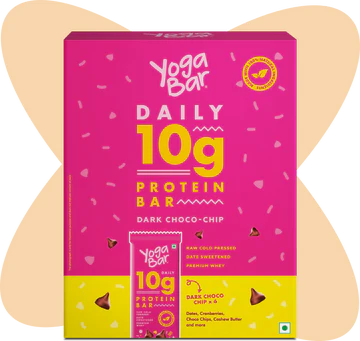 Yoga
Bar.
DAILY
10g
PROTEIN
BAR
DARK CHOCO-CHIP
RAW-COLD-PRESSED
DATE SWEETENED
PREMIUM WHEY
Yoga
Bar
DAILY
10g
PROTEIN
BAR
DARK CHOCO
CHIP x 6
Dates, Cranberries,
Choco Chips, Cashew Butter
and more